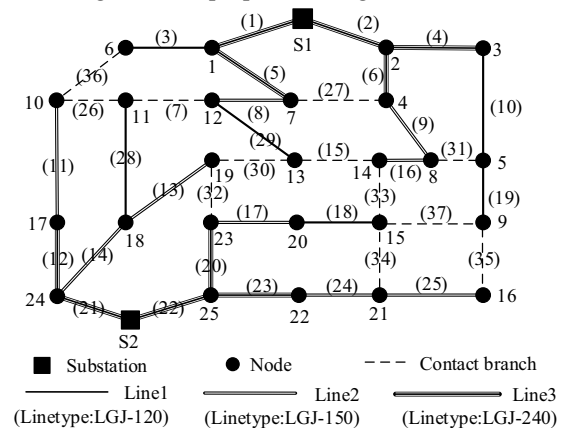 (1) S1 (2)
6 (3) 1 2 (4) 3
(36) (5) (6)
10 (26) 11 (7) 12 (8) 7 (27) 4 (10)
(29) (9)
(11) (28) (15) (31)
(13) 19 (30) 13 14 (16) 8 5
(32) (33) (19)
17 18 23 (17) 20 (18) 15 (37) 9
(12) (14) (20) (34) (35)
24 (21) (22) 25 (23) 22 (24) 21 (25) 16
S2
Substation Node Contact branch
Line1 Line2 Line3
(Linetype:LGJ-120) (Linetype:LGJ-150) (Linetype:LGJ-240)